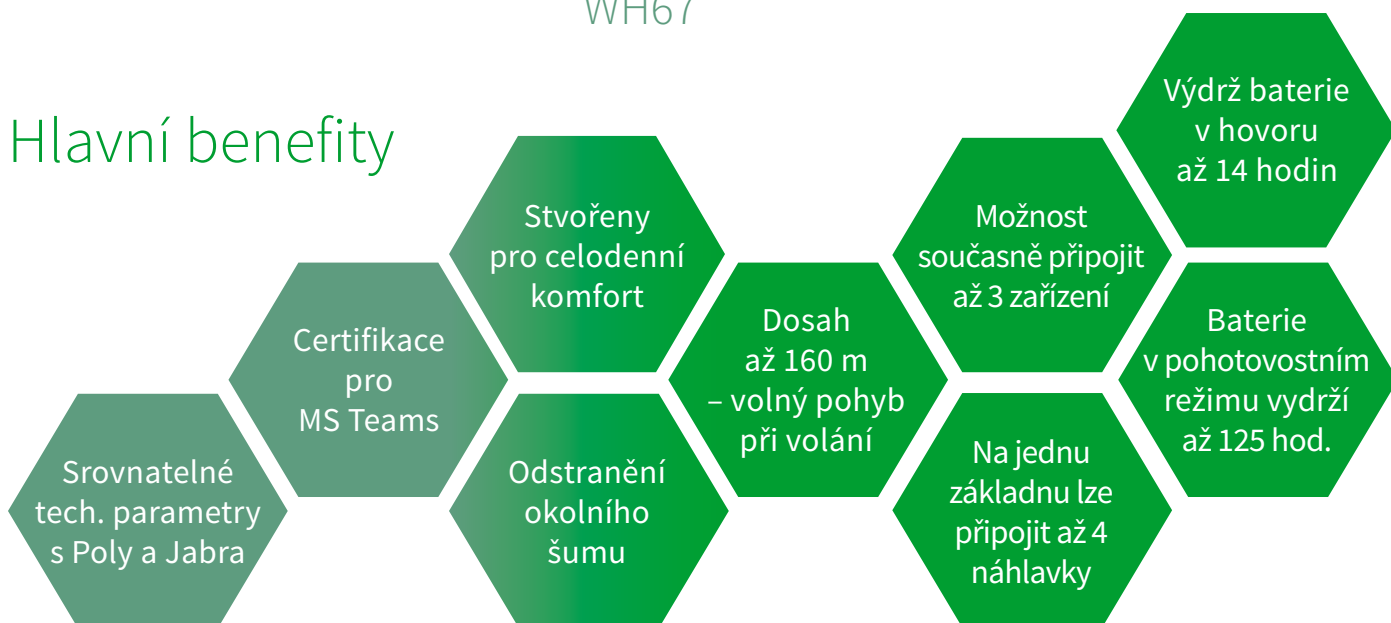 WH67
Hlavní benefity
Srovnatelné
tech. parametry
s Poly a Jabra
Certifikace
pro
MS Teams
Stvořeny
pro celodenní
komfort
Odstranění
okolního
šumu
Dosah
až 160 m
– volný pohyb
při volání
Možnost
současně připojit
až 3 zařízení
Na jednu
základnu lze
připojit až 4
náhlavky
Výdrž baterie
v hovoru
až 14 hodin
Baterie
v pohotovostním
režimu vydrží
až 125 hod.